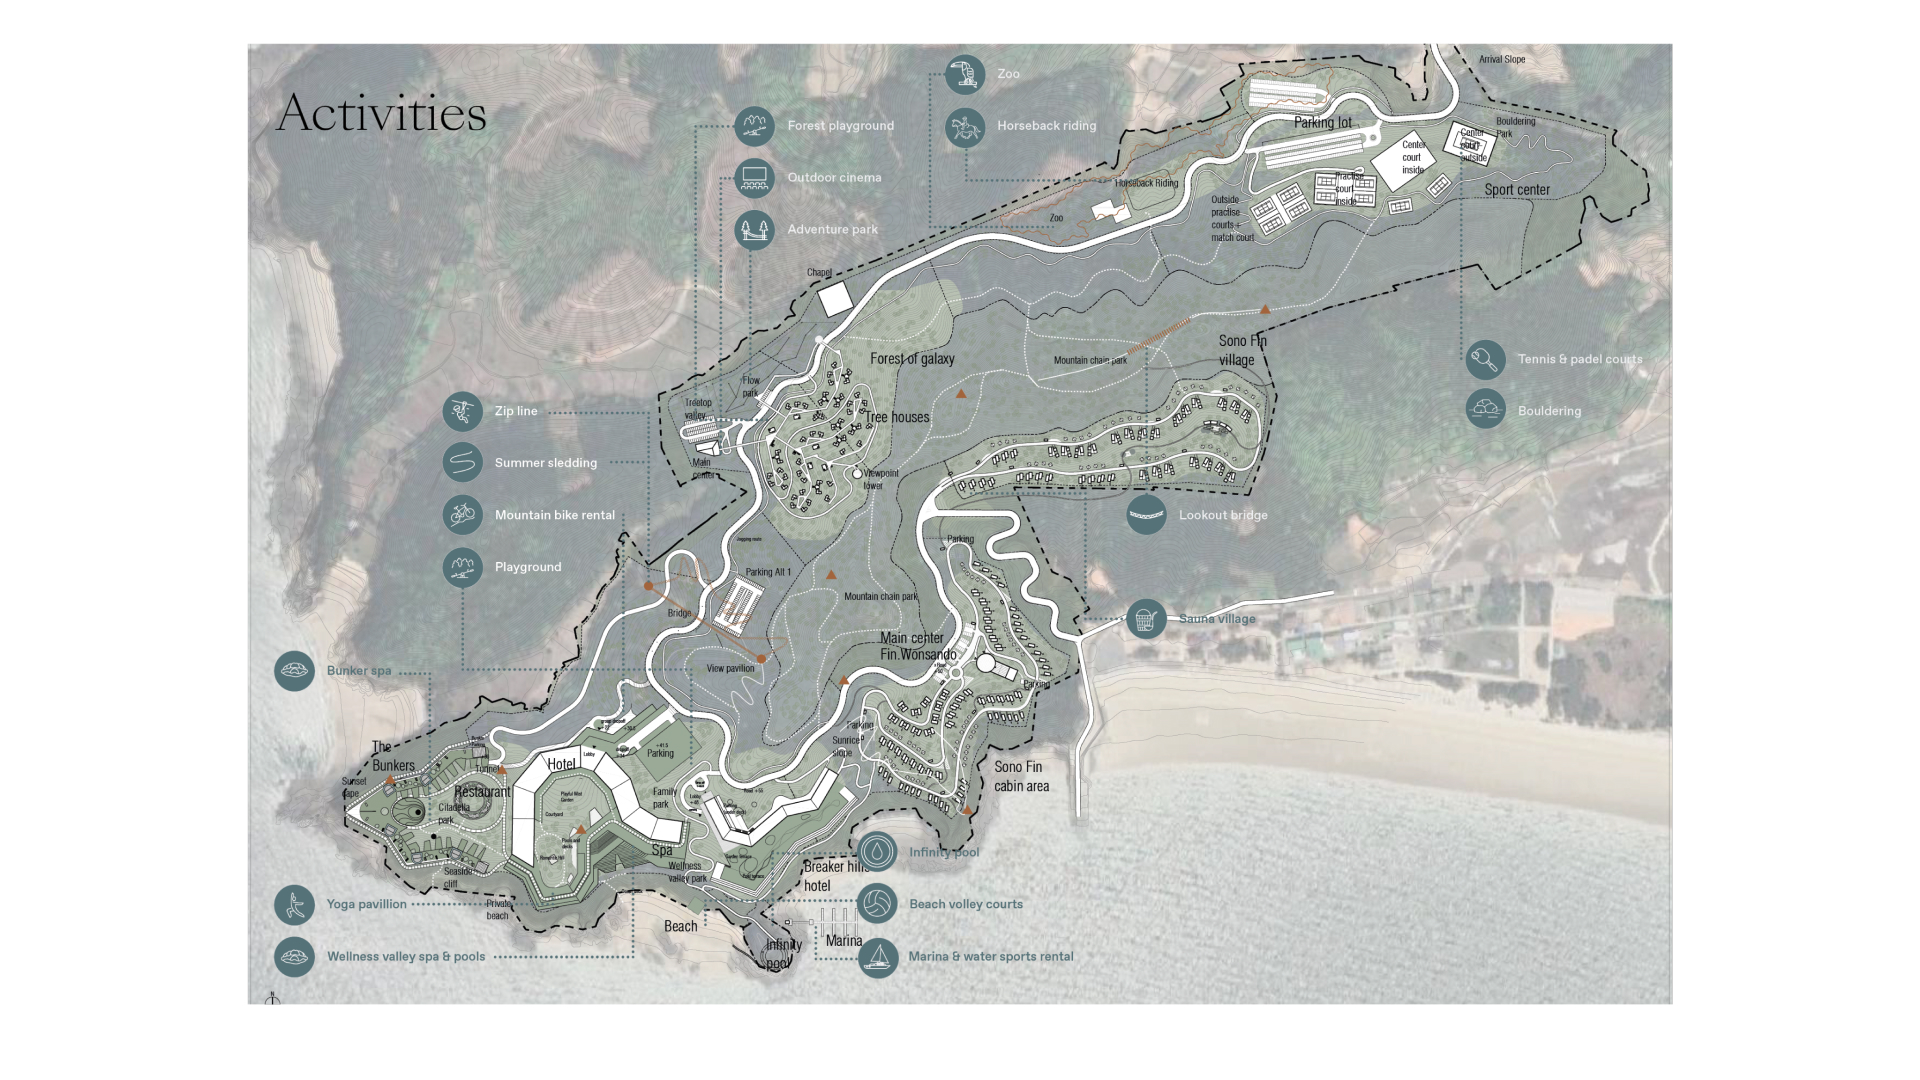 Activities
Zoo
Horseback riding
Forest playground
Outdoor cinema
Adventure park
Arrival Slope
Parking lot
Bouldering
Park
Center
court
outside
Center
court
inside
Practise
court
inside
Sport center
Horseback Riding
Zoo
Outside
practise
courts +
match court
Chapel
Forest of galaxy
Mountain chain park
Sono Fin
village
Tennis & padel courts
Bouldering
Flow
park
Treetop
valley
Tree houses
Main
center
Viewpoint
tower
Zip line
Summer sledding
Mountain bike rental
Playground
Lookout bridge
Jogging route
Parking
Parking Alt 1
Mountain chain park
Bridge
Sauna village
Main center
Fin.Wonsando
View pavilion
Parking
Bunker spa
Parking
Sunrice
slope
Parking
The
Bunkers
Hotel
Lobby
Tunnel
Sunset
cape
Restaurant
Citadella
park
Family
park
Lobby
Courtyard
Sono Fin
cabin area
Spa
Wellness
valley park
Seaside
cliff
Private
beach
Breaker hills
hotel
Infinity pool
Yoga pavillion
Beach volley courts
Beach
Marina
Infinity
pool
Wellness valley spa & pools
Marina & water sports rental
N